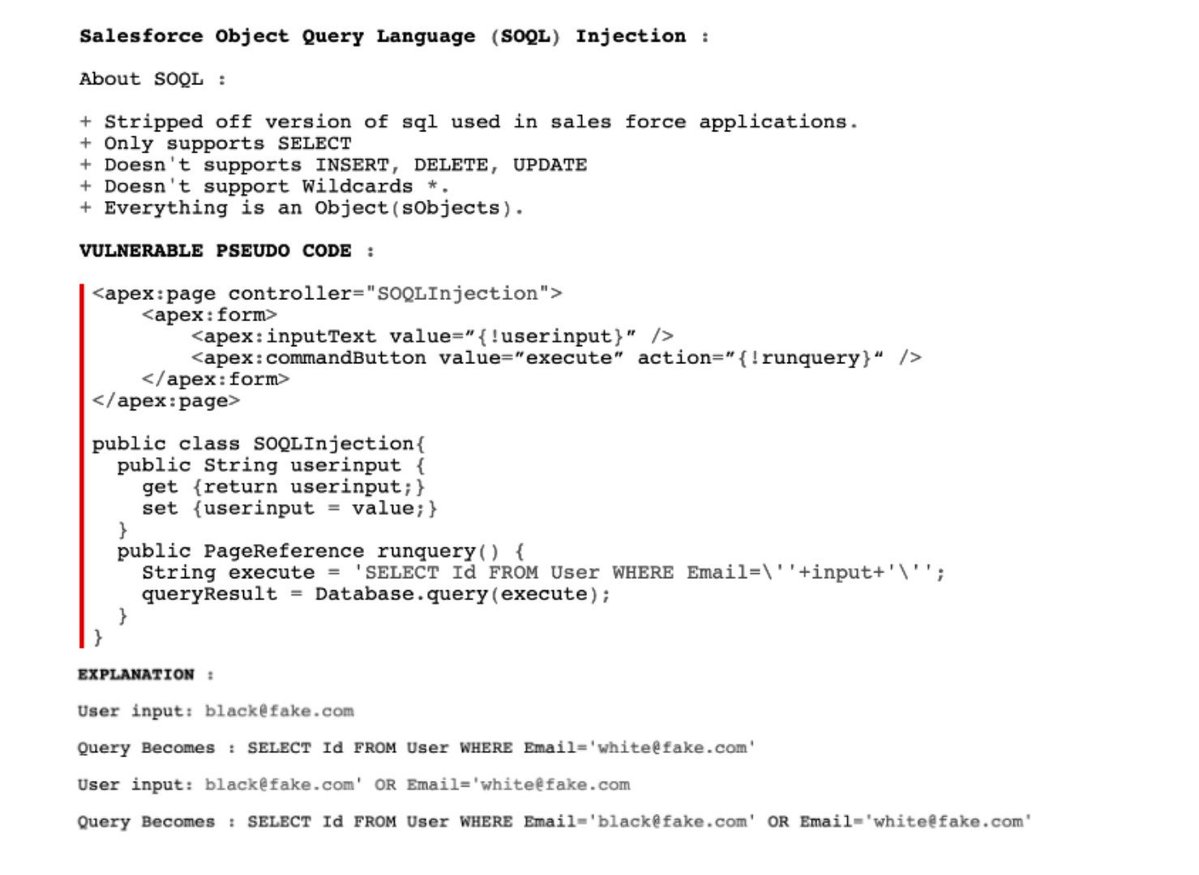 Salesforce Object Query Language (SOQL) Injection :
About SOQL :
+ Stripped off version of sql used in sales force applications.
+ Only supports SELECT
+ Doesn't supports INSERT, DELETE, UPDATE
+ Doesn't support Wildcards *.
+ Everything is an Object(sObjects).
VULNERABLE PSEUDO CODE :
<apex:page controller="SOQLInjection">
    <apex:form>
        <apex:inputText value=”{!userinput}” />
        <apex:commandButton value=”execute” action=”{!runquery}“ />
    </apex:form>
</apex:page>
public class SOQLInjection{
  public String userinput {
    get {return userinput;}
    set {userinput = value;}
  }
  public PageReference runquery() {
    String execute = 'SELECT Id FROM User WHERE Email=\''+input+'\'';
    queryResult = Database.query(execute);
  }
}
EXPLANATION :
User input: black@fake.com
Query Becomes : SELECT Id FROM User WHERE Email='white@fake.com'
User input: black@fake.com' OR Email='white@fake.com
Query Becomes : SELECT Id FROM User WHERE Email='black@fake.com' OR Email='white@fake.com'